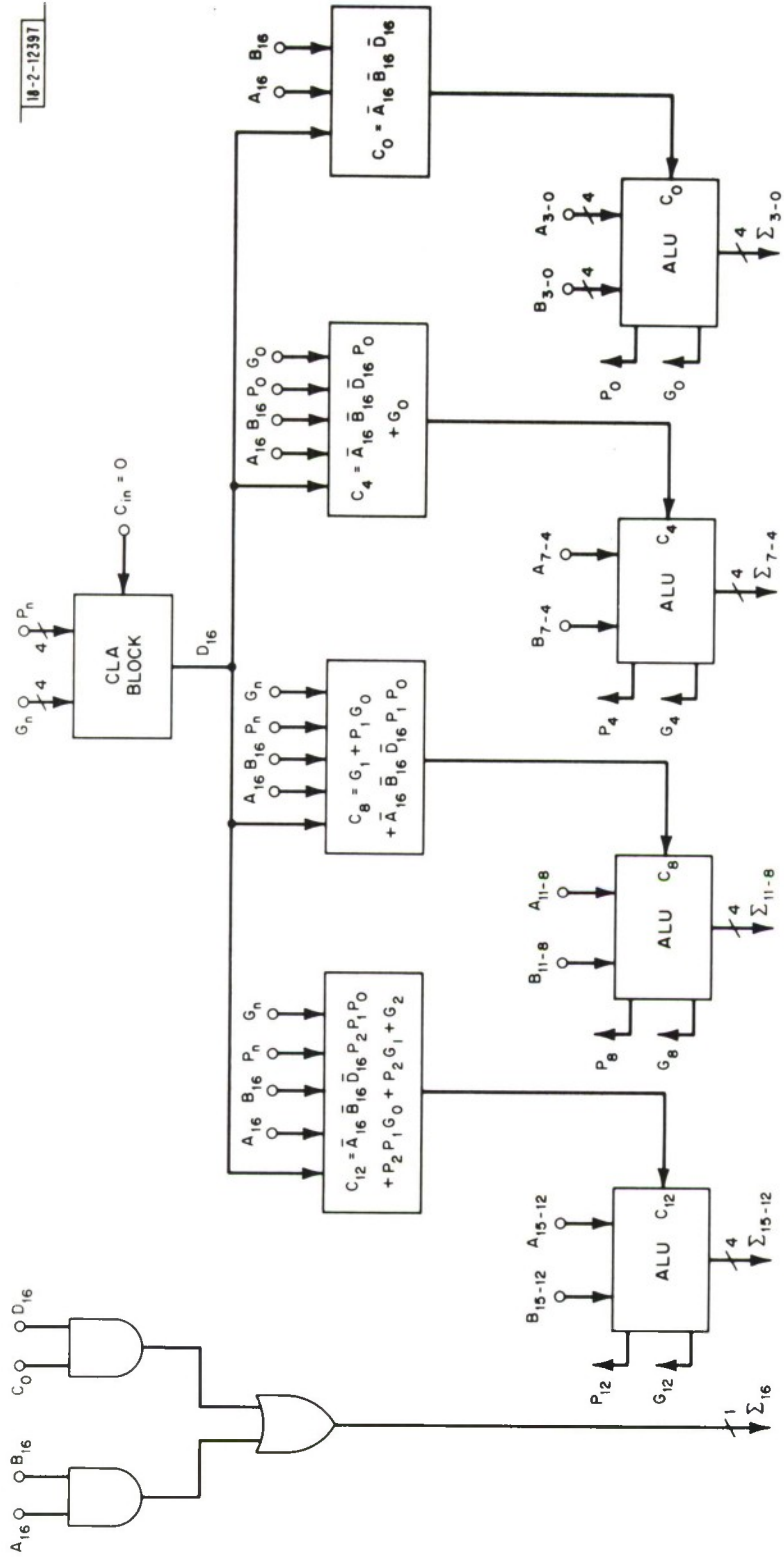 18-2-12397
Gₙ Pₙ
4 4
CLA
BLOCK
C_in = 0
D₁₆
A₁₆ B₁₆ C₀ D₁₆
A₁₆ B₁₆ Pₙ Gₙ
C₁₂ = A̅₁₆ B̅₁₆ D̅₁₆ P₂ P₁ P₀
+ P₂ P₁ G₀ + P₂ G₁ + G₂
A₁₆ B₁₆ Pₙ Gₙ
C₈ = G₁ + P₁ G₀
+ A̅₁₆ B̅₁₆ D̅₁₆ P₁ P₀
A₁₆ B₁₆ P₀ G₀
C₄ = A̅₁₆ B̅₁₆ D̅₁₆ P₀
+ G₀
A₁₆ B₁₆
C₀ = A̅₁₆ B̅₁₆ D̅₁₆
1
Σ₁₆
B₁₅₋₁₂ A₁₅₋₁₂
ALU C₁₂
P₁₂
G₁₂
4
Σ₁₅₋₁₂
B₁₁₋₈ A₁₁₋₈
ALU C₈
P₈
G₈
4
Σ₁₁₋₈
B₇₋₄ A₇₋₄
ALU C₄
P₄
G₄
4
Σ₇₋₄
B₃₋₀ A₃₋₀
4 4
ALU C₀
P₀
G₀
4
Σ₃₋₀